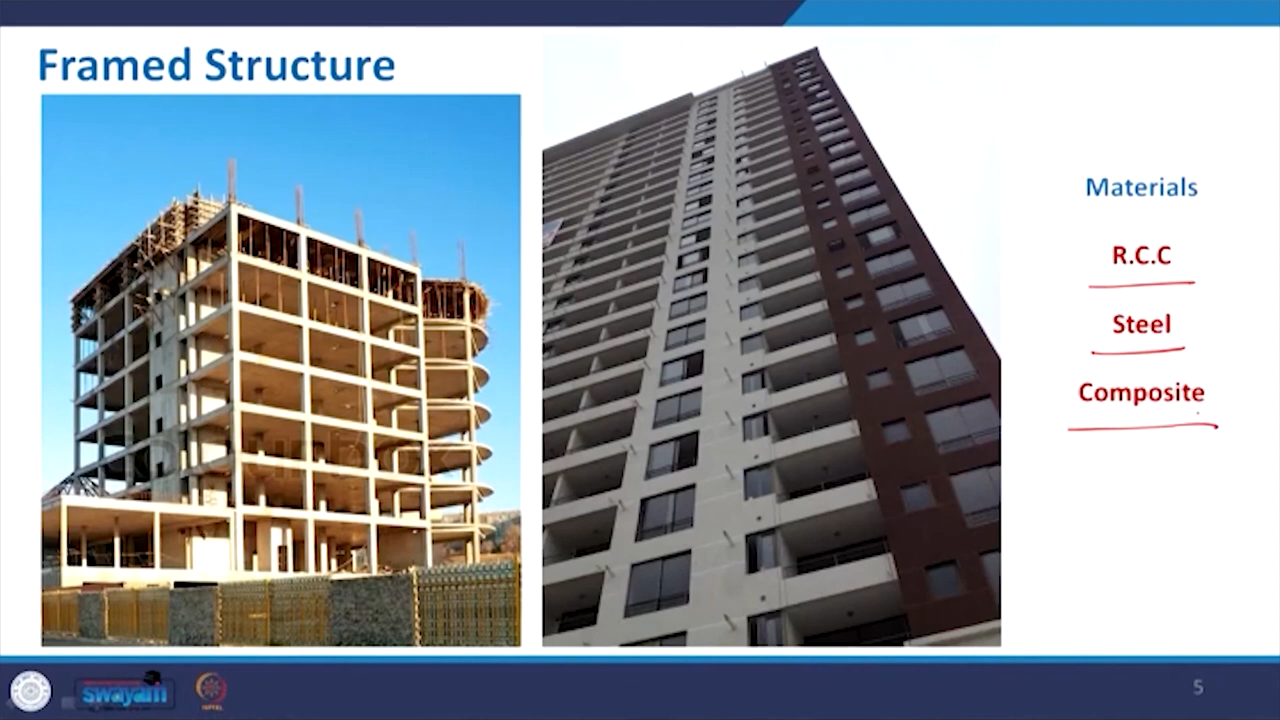 Framed Structure
Materials
R.C.C
Steel
Composite
swayam
5